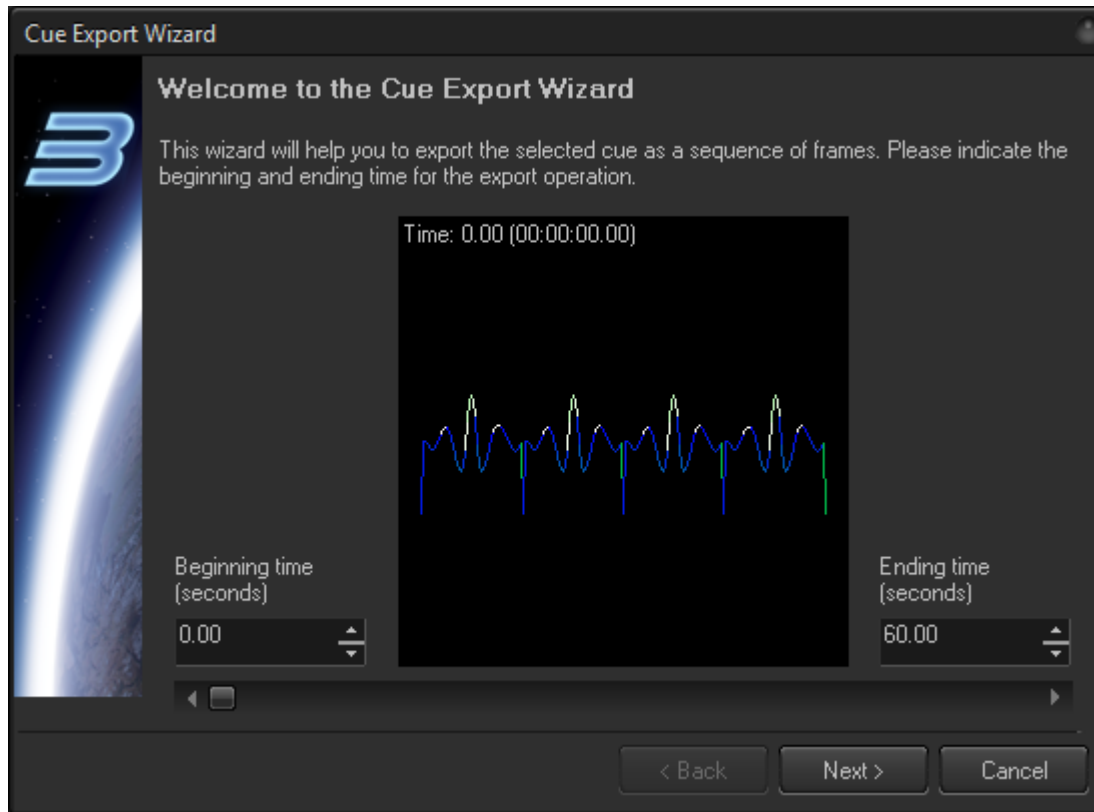 Cue Export Wizard
Welcome to the Cue Export Wizard
This wizard will help you to export the selected cue as a sequence of frames. Please indicate the
beginning and ending time for the export operation.
Time: 0.00 (00:00:00.00)
Beginning time
(seconds)
0.00
Ending time
(seconds)
60.00
< Back
Next >
Cancel